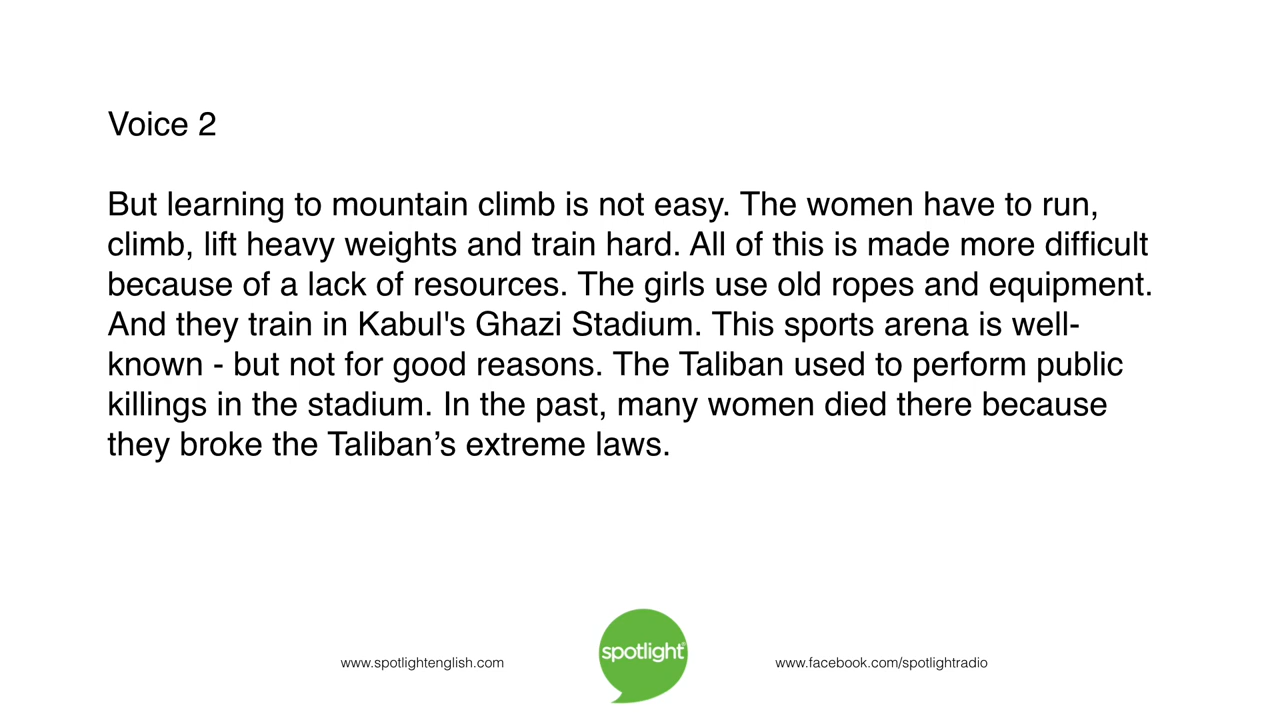 Voice 2
But learning to mountain climb is not easy. The women have to run,
climb, lift heavy weights and train hard. All of this is made more difficult
because of a lack of resources. The girls use old ropes and equipment.
And they train in Kabul's Ghazi Stadium. This sports arena is well-
known - but not for good reasons. The Taliban used to perform public
killings in the stadium. In the past, many women died there because
they broke the Taliban’s extreme laws.
www.spotlightenglish.com
spotlight®
www.facebook.com/spotlightradio